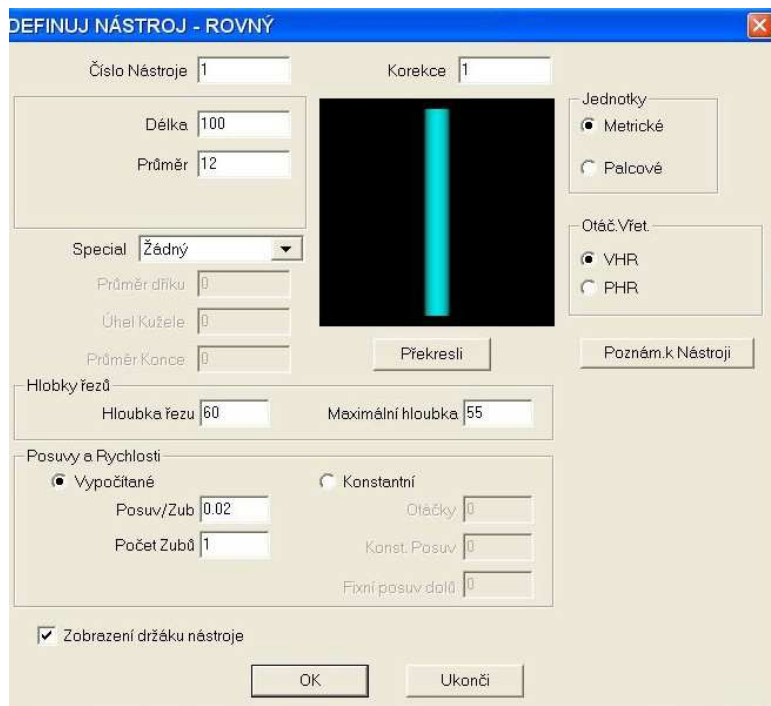 DEFINUJ NÁSTROJ - ROVNÝ
Číslo Nástroje 1
Korekce 1
Délka 100
Průměr 12
Jednotky
Metrické
Palcové
Special Žádný
Otáč.Vřet.
VHR
PHR
Průměr dříku 0
Úhel Kužele 0
Průměr Konce 0
Překresli
Poznám.k Nástroji
Hlobky řezů
Hloubka řezu 60
Maximální hloubka 55
Posuvy a Rychlosti
Vypočítané
Konstantní
Posuv/Zub 0.02
Otáčky 0
Počet Zubů 1
Konst. Posuv 0
Fixní posuv dolů 0
Zobrazení držáku nástroje
OK
Ukonči